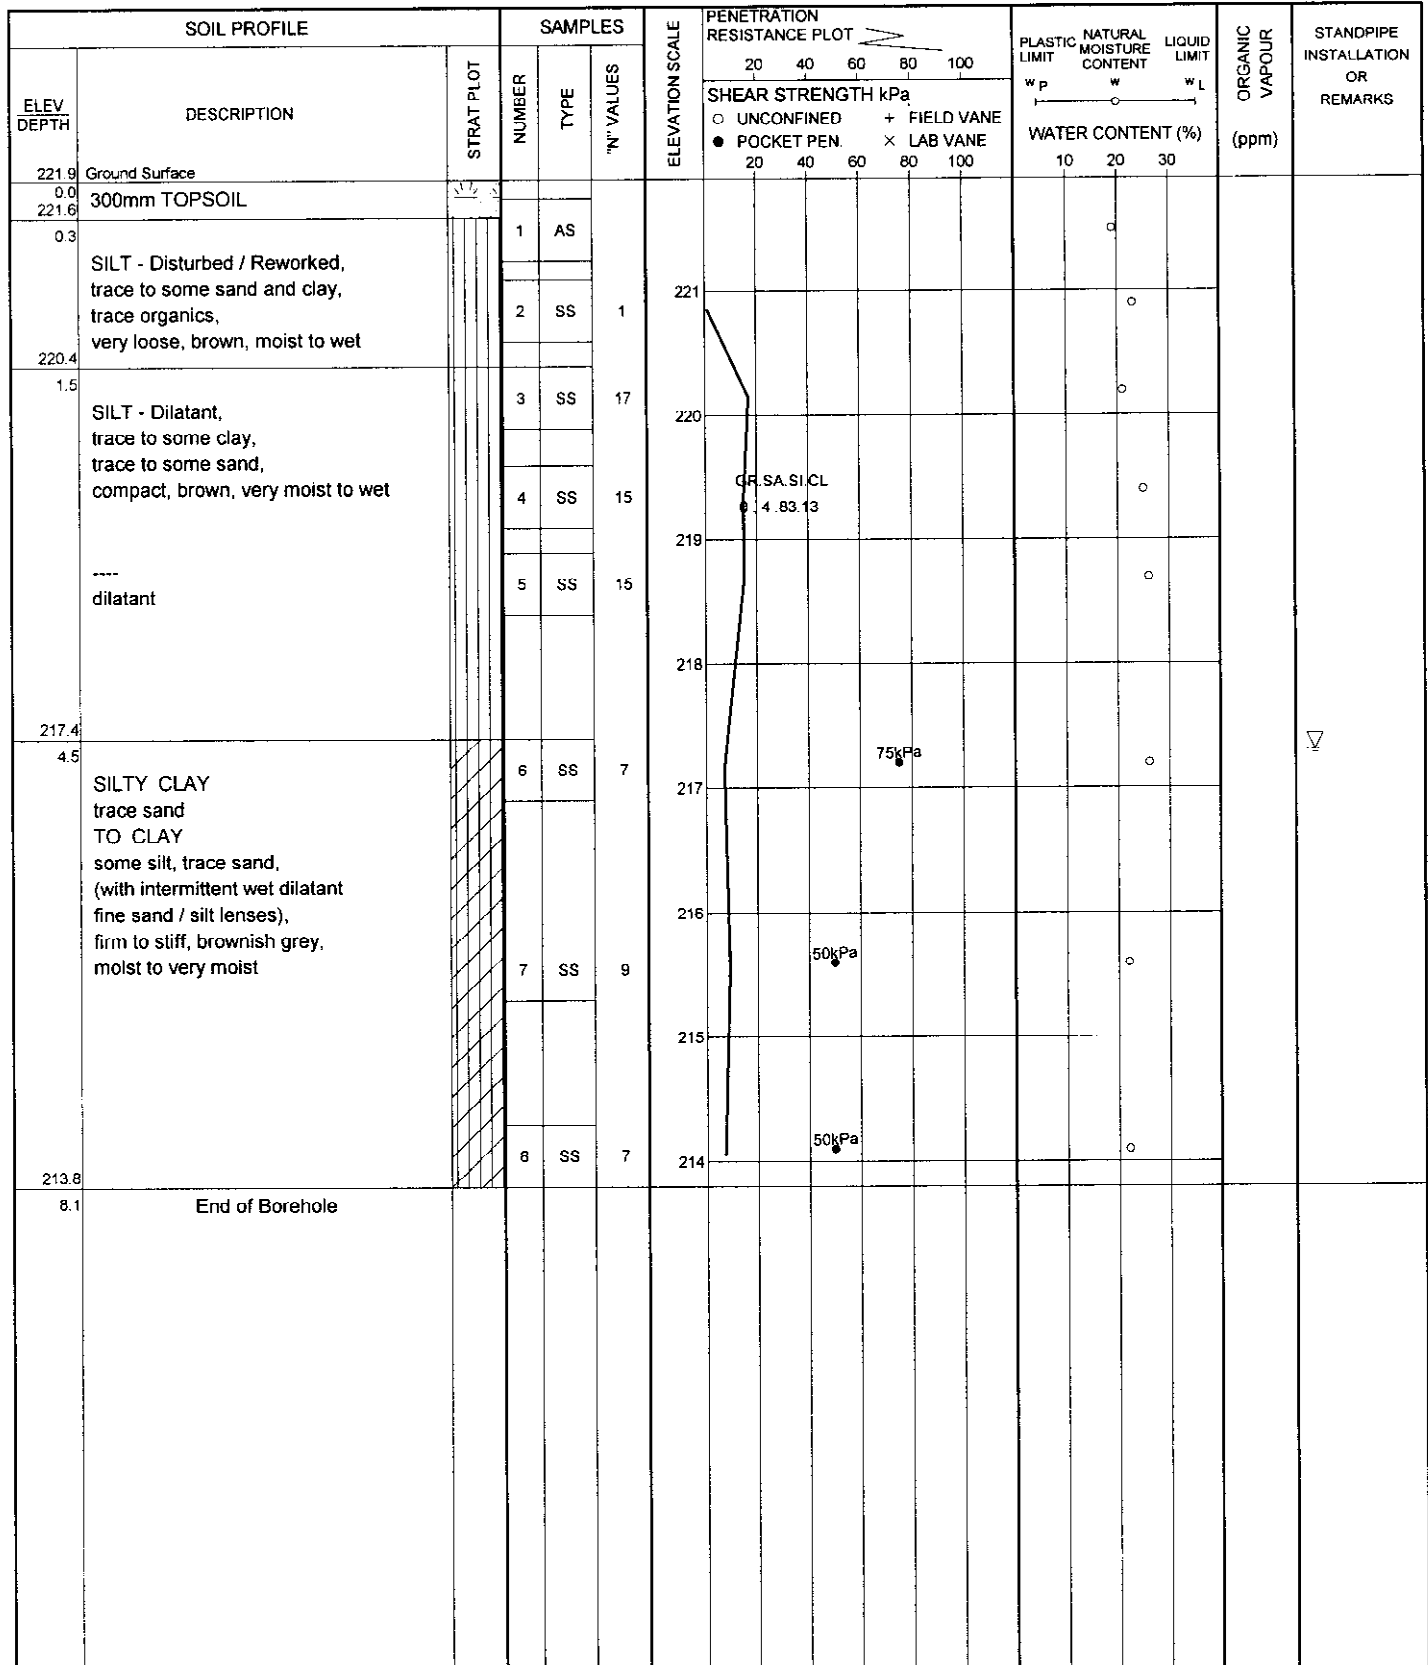 SOIL PROFILE
SAMPLES
ELEV
DEPTH
DESCRIPTION
STRAT PLOT
NUMBER
TYPE
"N" VALUES
ELEVATION SCALE
PENETRATION
RESISTANCE PLOT
20 40 60 80 100
SHEAR STRENGTH kPa
○ UNCONFINED + FIELD VANE
● POCKET PEN. × LAB VANE
20 40 60 80 100
PLASTIC LIMIT
NATURAL MOISTURE CONTENT
LIQUID LIMIT
W P W W L
WATER CONTENT (%)
10 20 30
ORGANIC VAPOUR
(ppm)
STANDPIPE
INSTALLATION
OR
REMARKS
221.9 Ground Surface
0.0
300mm TOPSOIL
221.6
0.3
1 AS
SILT - Disturbed / Reworked,
trace to some sand and clay,
trace organics,
very loose, brown, moist to wet
221
2 SS 1
220.4
1.5
3 SS 17
SILT - Dilatant,
trace to some clay,
trace to some sand,
compact, brown, very moist to wet
220
GR.SA.SI.CL
4 SS 15
. 4 .83.13
219
----
dilatant
5 SS 15
218
217.4
4.5
75kPa
6 SS 7
217
SILTY CLAY
trace sand
TO CLAY
some silt, trace sand,
(with intermittent wet dilatant
fine sand / silt lenses),
firm to stiff, brownish grey,
moist to very moist
216
50kPa
7 SS 9
215
50kPa
6 SS 7
214
213.8
8.1
End of Borehole